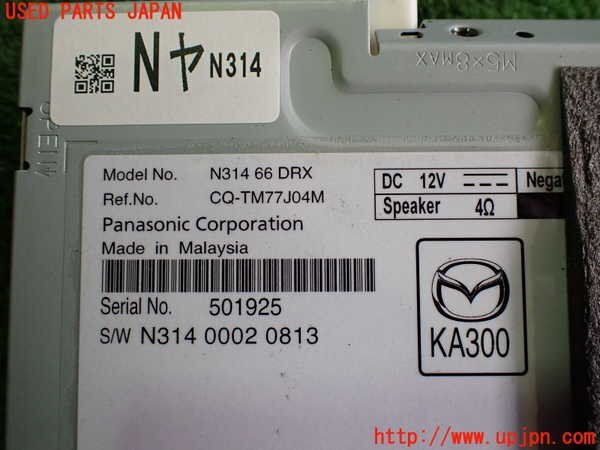 USED PARTS JAPAN
Nヤ N314
OPEN
M5×8MAX
Model No. N314 66 DRX
Ref.No. CQ-TM77J04M
Panasonic Corporation
Made in Malaysia
Serial No. 501925
S/W N314 0002 0813
DC 12V
Speaker 4Ω
KA300
http://www.upjpn.com